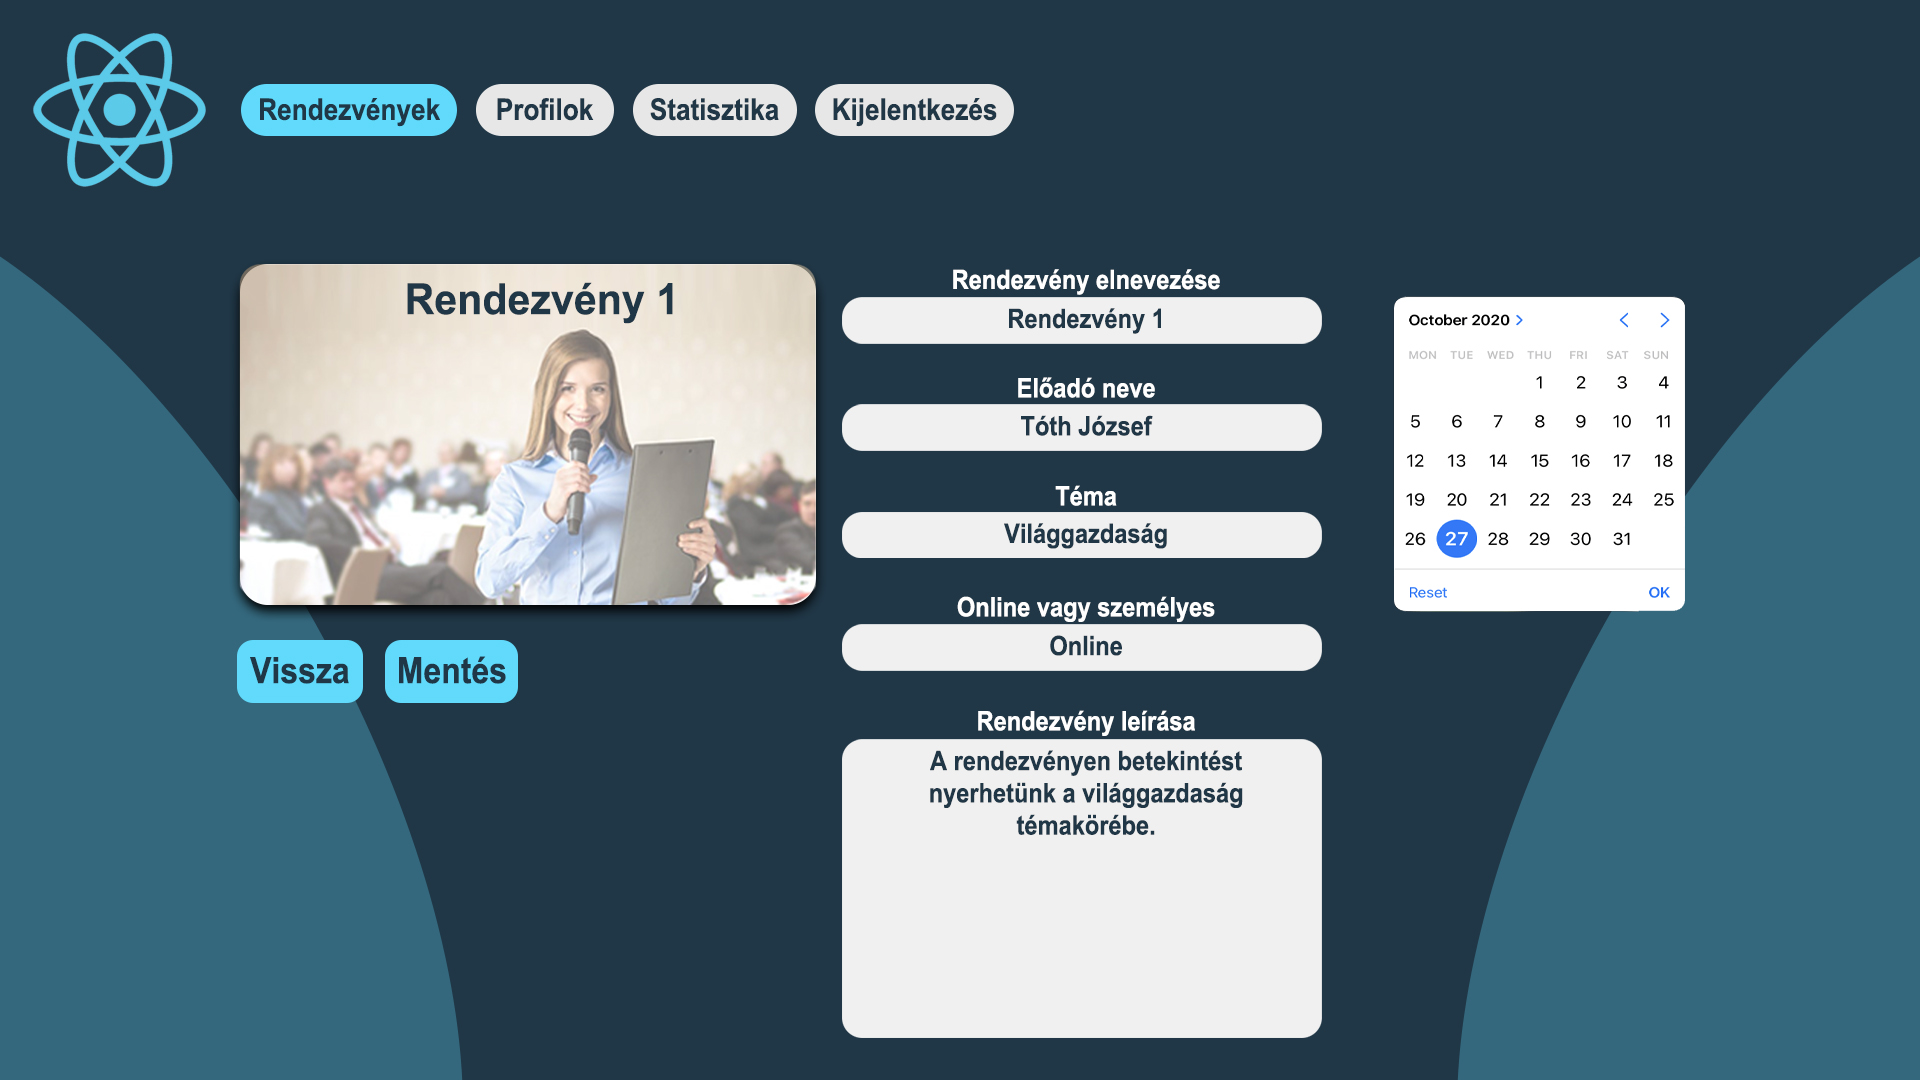 Rendezvények Profilok Statisztika Kijelentkezés
Rendezvény 1
Vissza Mentés
Rendezvény elnevezése
Rendezvény 1
Előadó neve
Tóth József
Téma
Világgazdaság
Online vagy személyes
Online
Rendezvény leírása
A rendezvényen betekintést
nyerhetünk a világgazdaság
témakörébe.
October 2020
MON TUE WED THU FRI SAT SUN
1 2 3 4
5 6 7 8 9 10 11
12 13 14 15 16 17 18
19 20 21 22 23 24 25
26 27 28 29 30 31
Reset OK